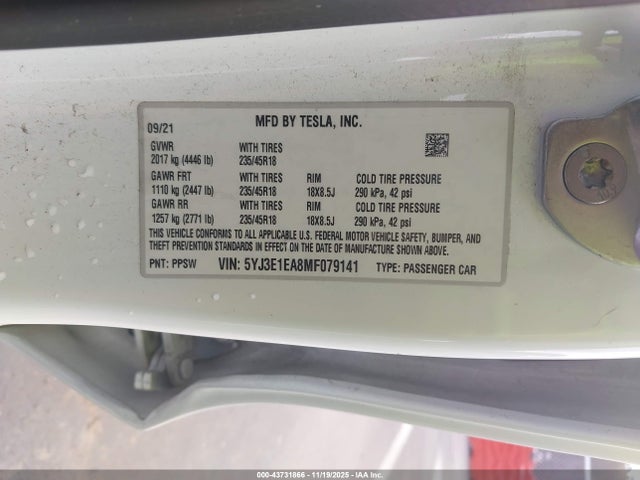 MFD BY TESLA, INC.
09/21
GVWR WITH TIRES
2017 kg (4446 lb) 235/45R18
GAWR FRT WITH TIRES RIM COLD TIRE PRESSURE
1110 kg (2447 lb) 235/45R18 18X8.5J 290 kPa, 42 psi
GAWR RR WITH TIRES RIM COLD TIRE PRESSURE
1257 kg (2771 lb) 235/45R18 18X8.5J 290 kPa, 42 psi
THIS VEHICLE CONFORMS TO ALL APPLICABLE U.S. FEDERAL MOTOR VEHICLE SAFETY, BUMPER, AND
THEFT PREVENTION STANDARDS IN EFFECT ON THE DATE OF MANUFACTURE SHOWN ABOVE.
PNT: PPSW VIN: 5YJ3E1EA8MF079141 TYPE: PASSENGER CAR
000-43731866 - 11/19/2025 - IAA Inc.